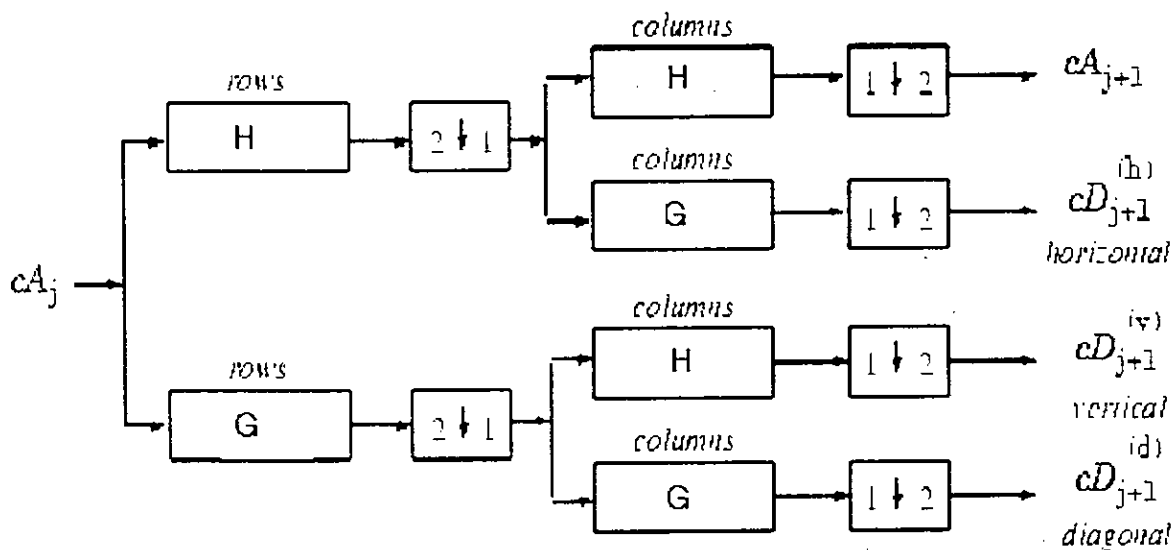 columns
H
1 ↓ 2
cA_{j+1}
rows
H
2 ↓ 1
columns
G
1 ↓ 2
cD_{j+1}^{(h)}
horizontal
cA_j
columns
H
1 ↓ 2
cD_{j+1}^{(v)}
vertical
rows
G
2 ↓ 1
columns
G
1 ↓ 2
cD_{j+1}^{(d)}
diagonal